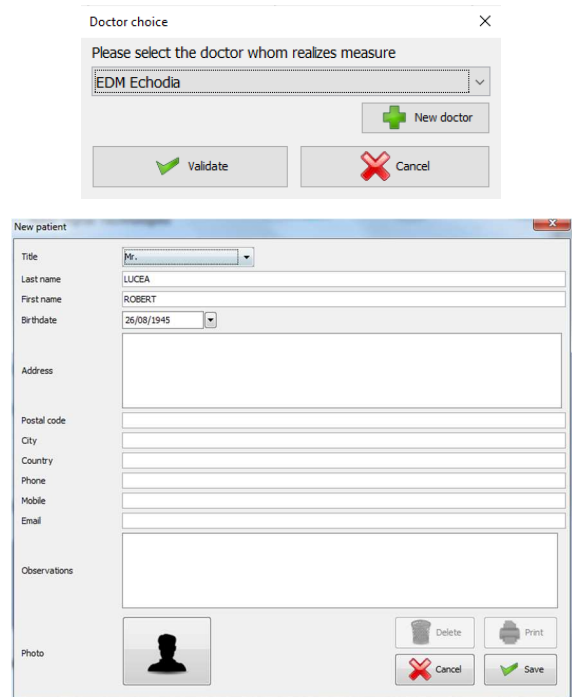 Doctor choice
Please select the doctor whom realizes measure
EDM Echodia
New doctor
Validate
Cancel
New patient
Title
Mr.
Last name
LUCEA
First name
ROBERT
Birthdate
26/08/1945
Address
Postal code
City
Country
Phone
Mobile
Email
Observations
Photo
Delete
Print
Cancel
Save